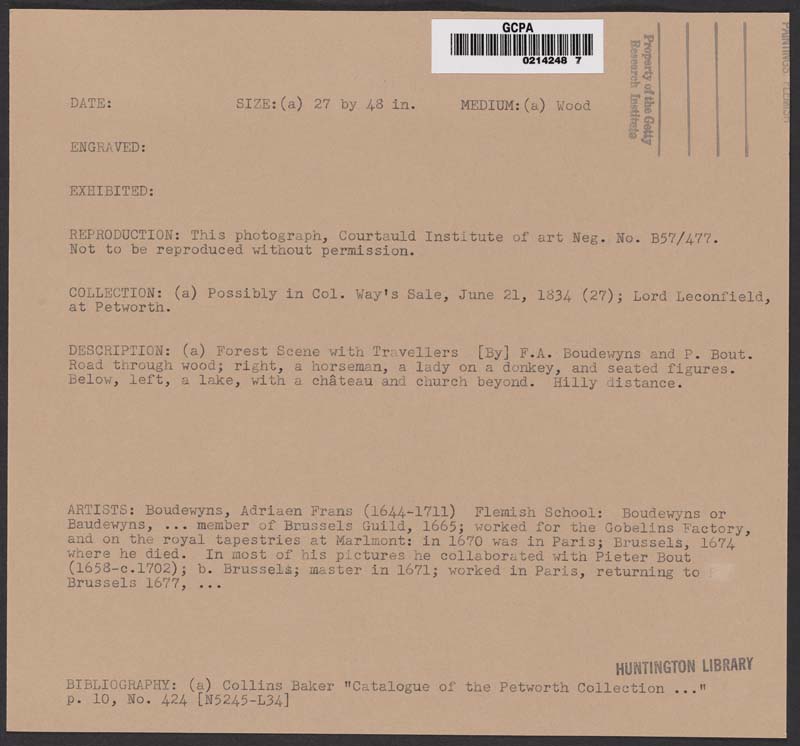 GCPA
0214248 7
Property of the Getty
Research Institute
DATE: SIZE:(a) 27 by 48 in. MEDIUM:(a) Wood
ENGRAVED:
EXHIBITED:
REPRODUCTION: This photograph, Courtauld Institute of art Neg. No. B57/477.
Not to be reproduced without permission.
COLLECTION: (a) Possibly in Col. Way's Sale, June 21, 1834 (27); Lord Leconfield,
at Petworth.
DESCRIPTION: (a) Forest Scene with Travellers [By] F.A. Boudewyns and P. Bout.
Road through wood; right, a horseman, a lady on a donkey, and seated figures.
Below, left, a lake, with a château and church beyond. Hilly distance.
ARTISTS: Boudewyns, Adriaen Frans (1644-1711) Flemish School: Boudewyns or
Baudewyns, ... member of Brussels Guild, 1665; worked for the Gobelins Factory,
and on the royal tapestries at Marlmont: in 1670 was in Paris; Brussels, 1674
where he died. In most of his pictures he collaborated with Pieter Bout
(1658-c.1702); b. Brussels; master in 1671; worked in Paris, returning to
Brussels 1677, ...
HUNTINGTON LIBRARY
BIBLIOGRAPHY: (a) Collins Baker "Catalogue of the Petworth Collection ..."
p. 10, No. 424 [N5245-L34]